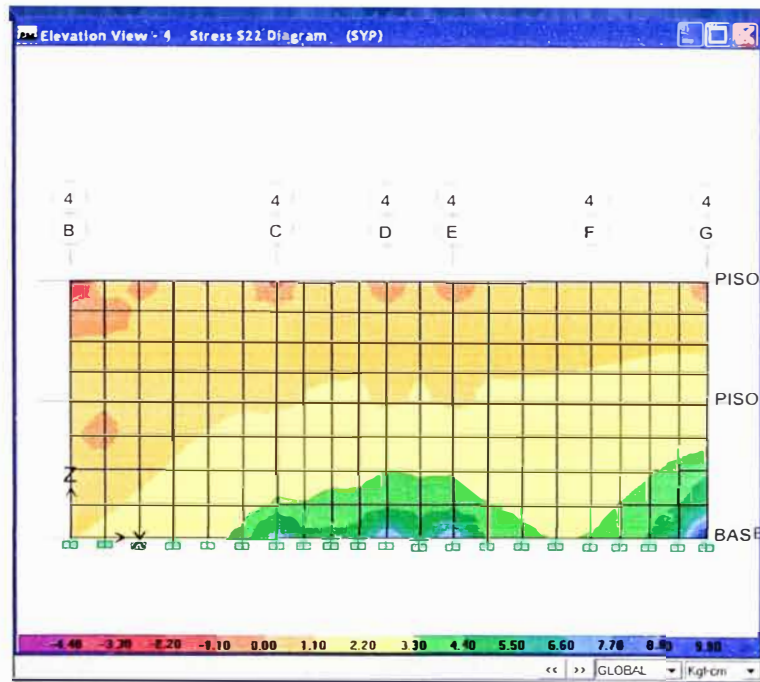 Elevation View - 4 Stress S22 Diagram (SYP)
4 4 4 4 4 4
B C D E F G
PISO
PISO
Z
BASE
-4.40 -3.30 -2.20 -1.10 0.00 1.10 2.20 3.30 4.40 5.50 6.60 7.70 9.90
<< >> GLOBAL Kgf-cm